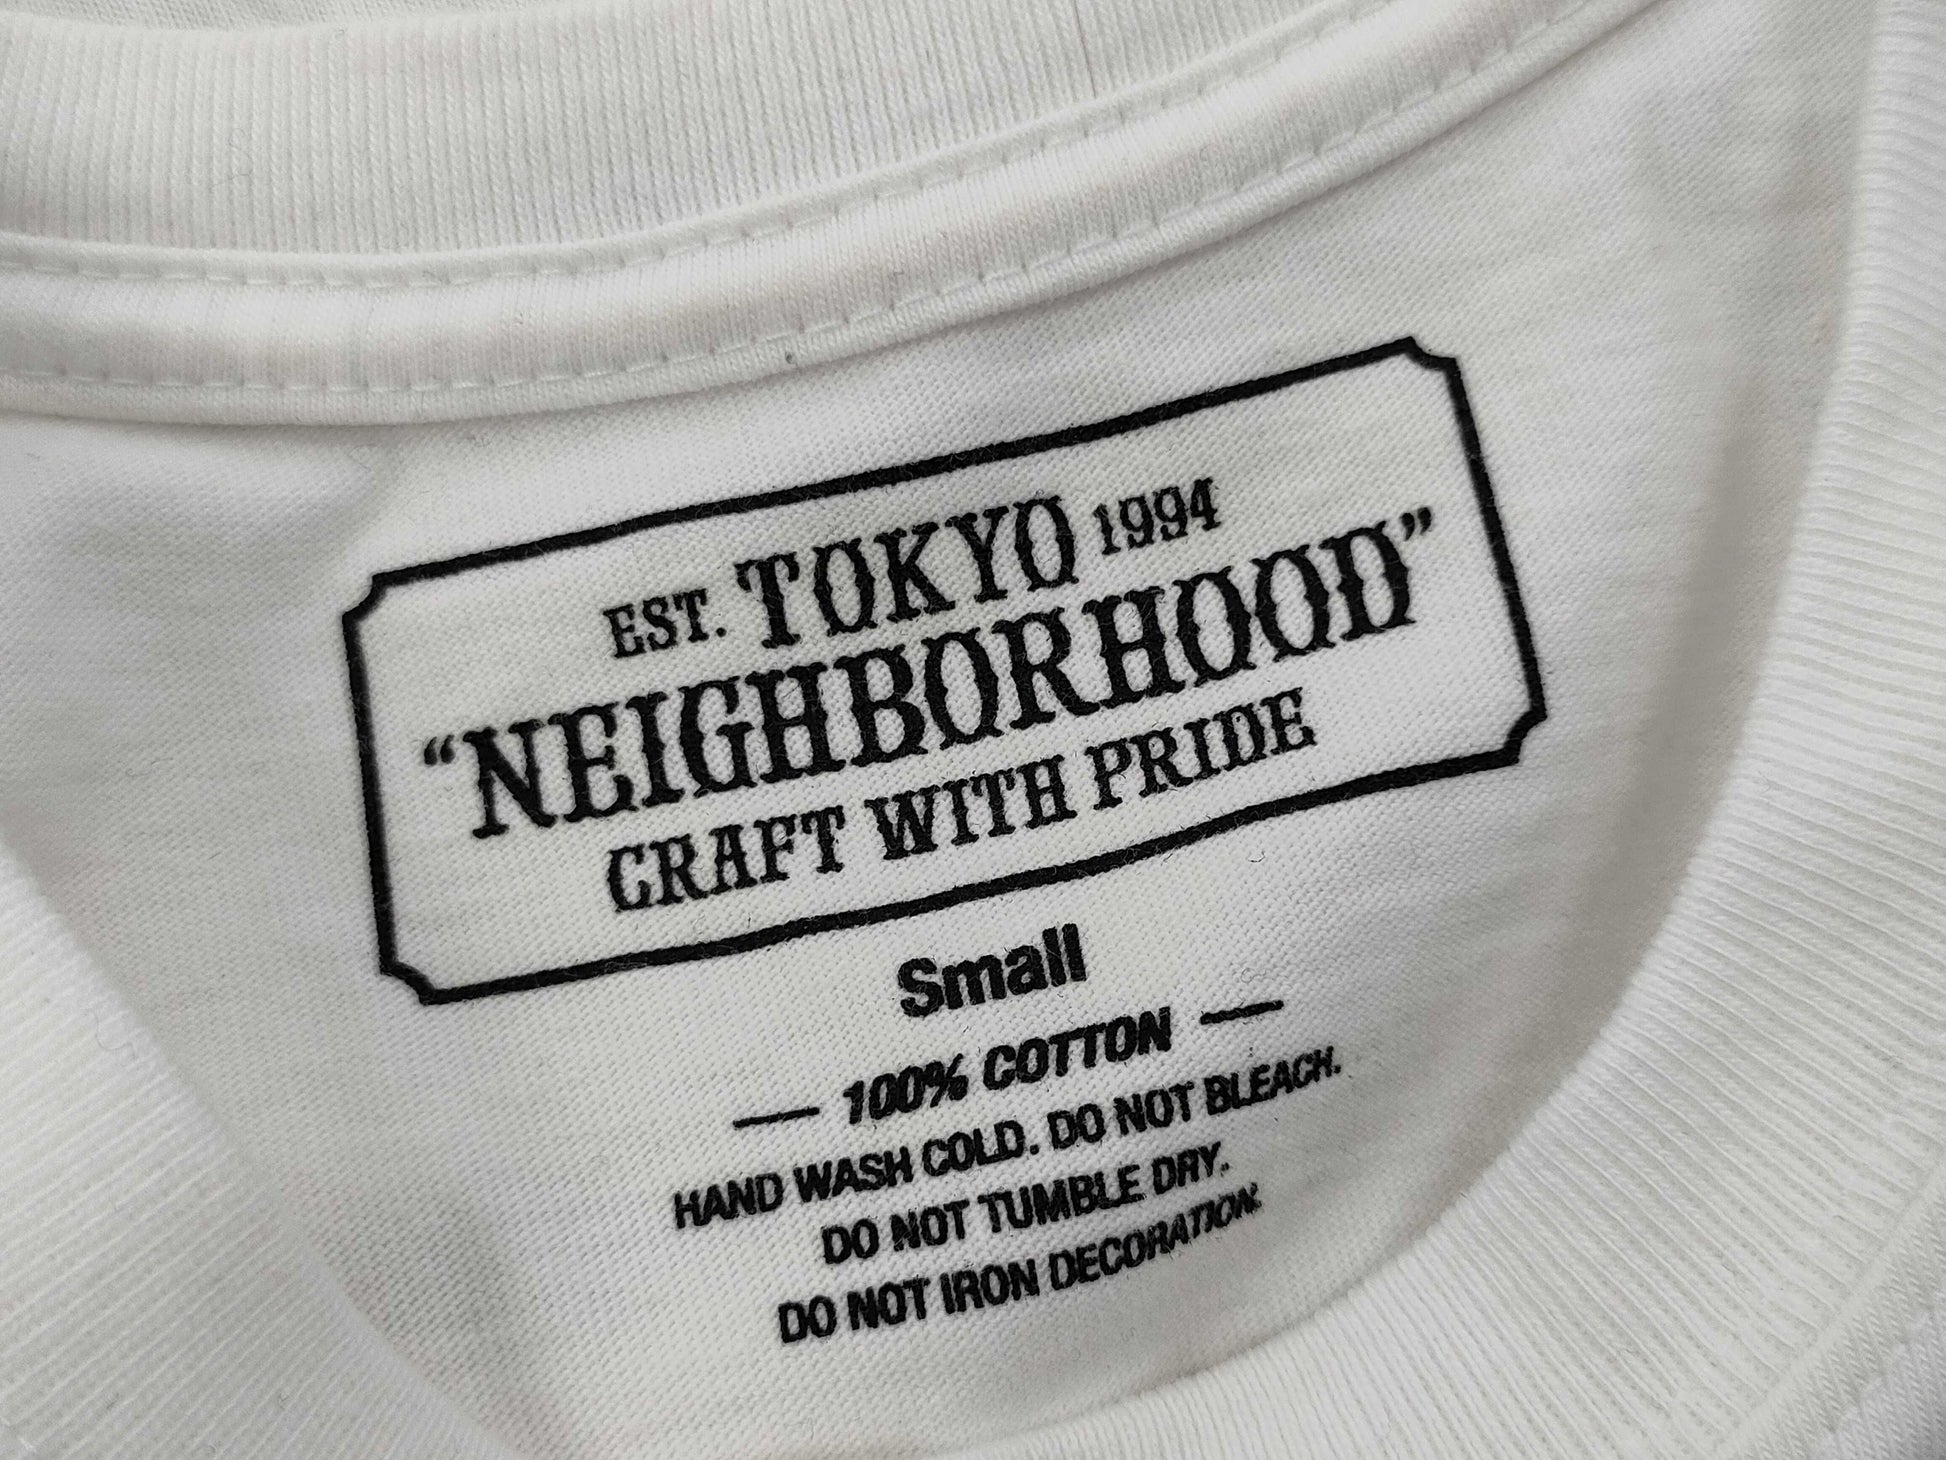 EST. TOKYO 1994
“NEIGHBORHOOD”
CRAFT WITH PRIDE
Small
— 100% COTTON —
HAND WASH COLD. DO NOT BLEACH.
DO NOT TUMBLE DRY.
DO NOT IRON DECORATION.